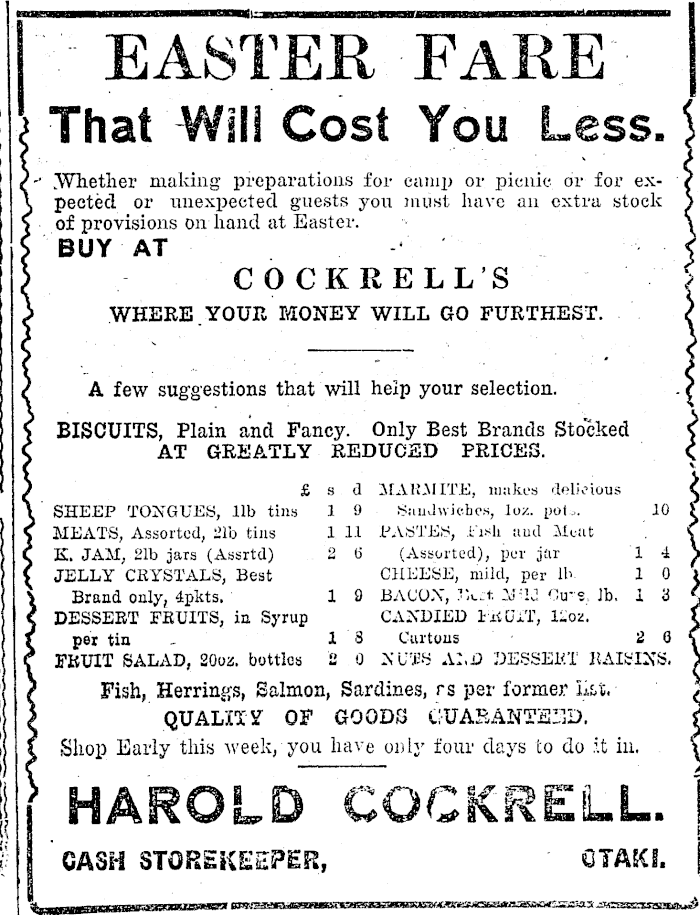 EASTER FARE
That Will Cost You Less.
Whether making preparations for camp or picnic or for ex-
pected or unexpected guests you must have an extra stock
of provisions on hand at Easter.
BUY AT
COCKRELL'S
WHERE YOUR MONEY WILL GO FURTHEST.
A few suggestions that will help your selection.
BISCUITS, Plain and Fancy. Only Best Brands Stocked
AT GREATLY REDUCED PRICES.
£ s d
SHEEP TONGUES, 1lb tins 1 9
MEATS, Assorted, 2lb tins 1 11
K. JAM, 2lb jars (Assrtd) 2 6
JELLY CRYSTALS, Best
Brand only, 4pkts. 1 9
DESSERT FRUITS, in Syrup
per tin 1 8
FRUIT SALAD, 20oz. bottles 2 0
MARMITE, makes delicious
Sandwiches, 1oz. pots. 10
PASTES, Fish and Meat
(Assorted), per jar 1 4
CHEESE, mild, per lb. 1 0
BACON, Best Mild Cure, lb. 1 3
CANDIED FRUIT, 12oz.
Cartons 2 6
NUTS AND DESSERT RAISINS.
Fish, Herrings, Salmon, Sardines, as per former list.
QUALITY OF GOODS GUARANTEED.
Shop Early this week, you have only four days to do it in.
HAROLD COCKRELL.
CASH STOREKEEPER, OTAKI.